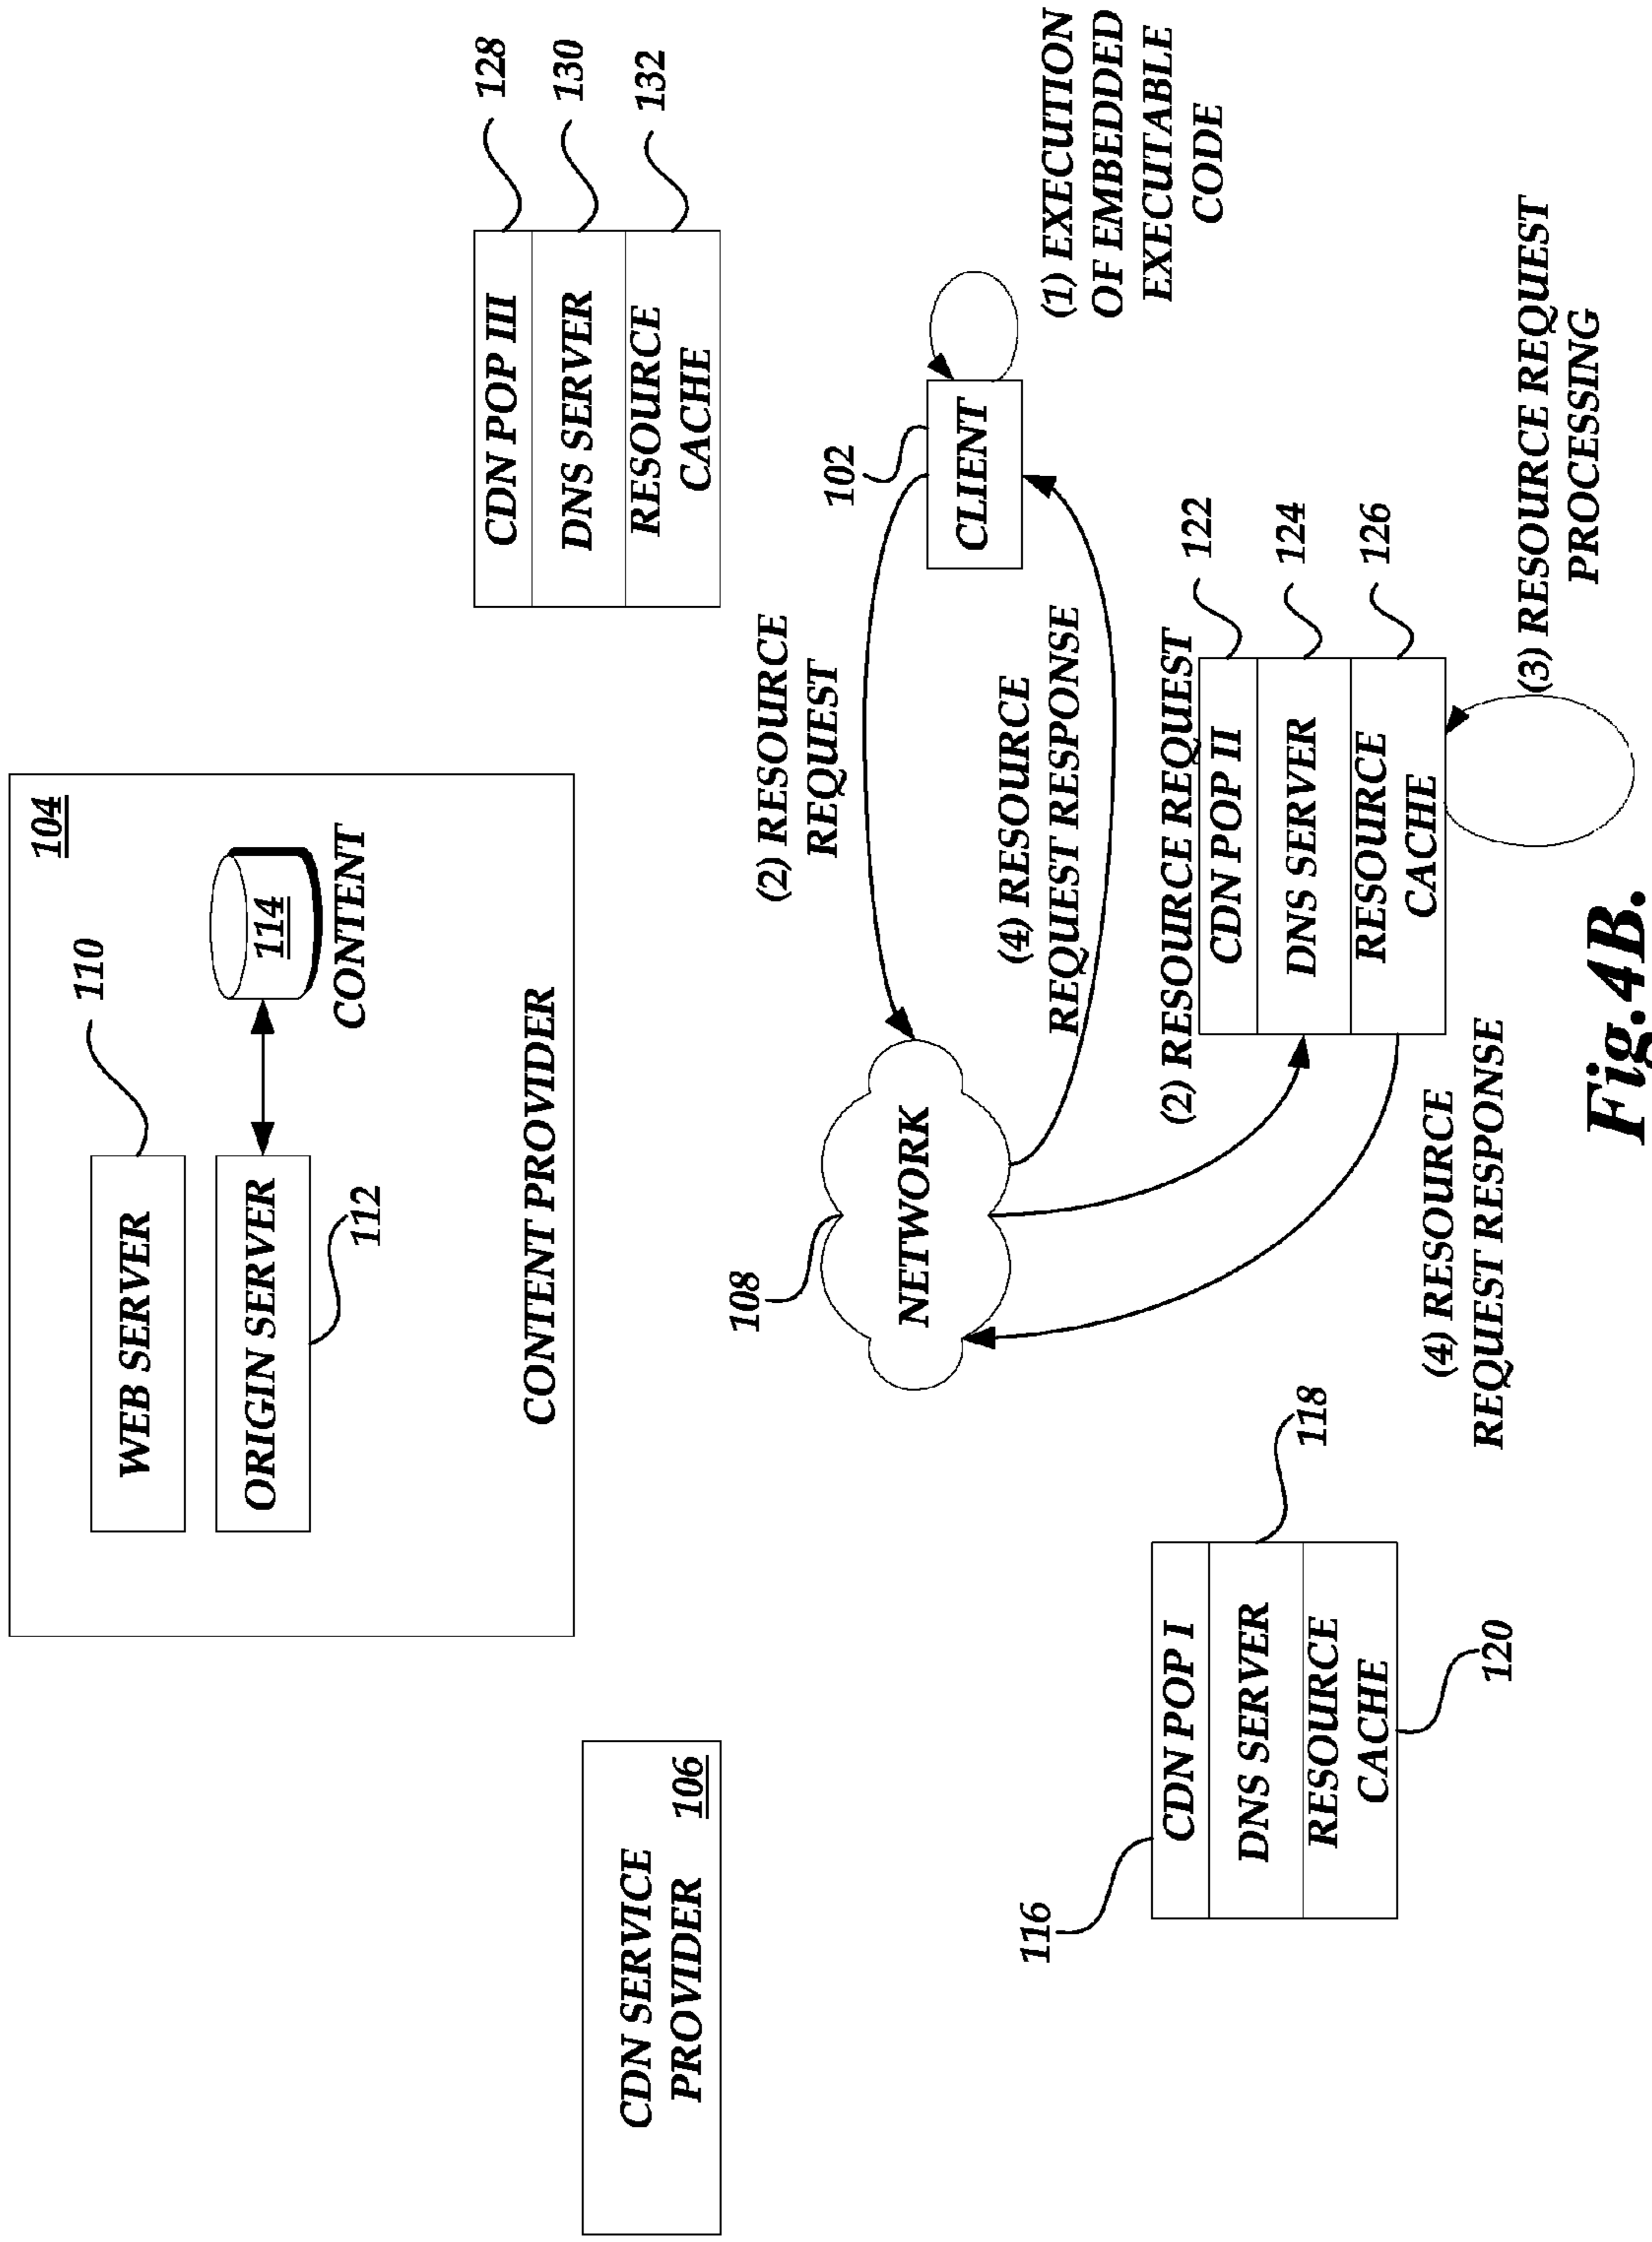 104
WEB SERVER
110
ORIGIN SERVER
112
114
CONTENT
CONTENT PROVIDER
CDN SERVICE
PROVIDER
106
CDN POP III
128
DNS SERVER
130
RESOURCE
CACHE
132
(2) RESOURCE
REQUEST
108
NETWORK
102
CLIENT
(1) EXECUTION
OF EMBEDDED
EXECUTABLE
CODE
(4) RESOURCE
REQUEST RESPONSE
116
CDN POP I
DNS SERVER
118
RESOURCE
CACHE
120
(2) RESOURCE REQUEST
CDN POP II
122
DNS SERVER
124
RESOURCE
CACHE
126
(4) RESOURCE
REQUEST RESPONSE
(3) RESOURCE REQUEST
PROCESSING
Fig.4B.